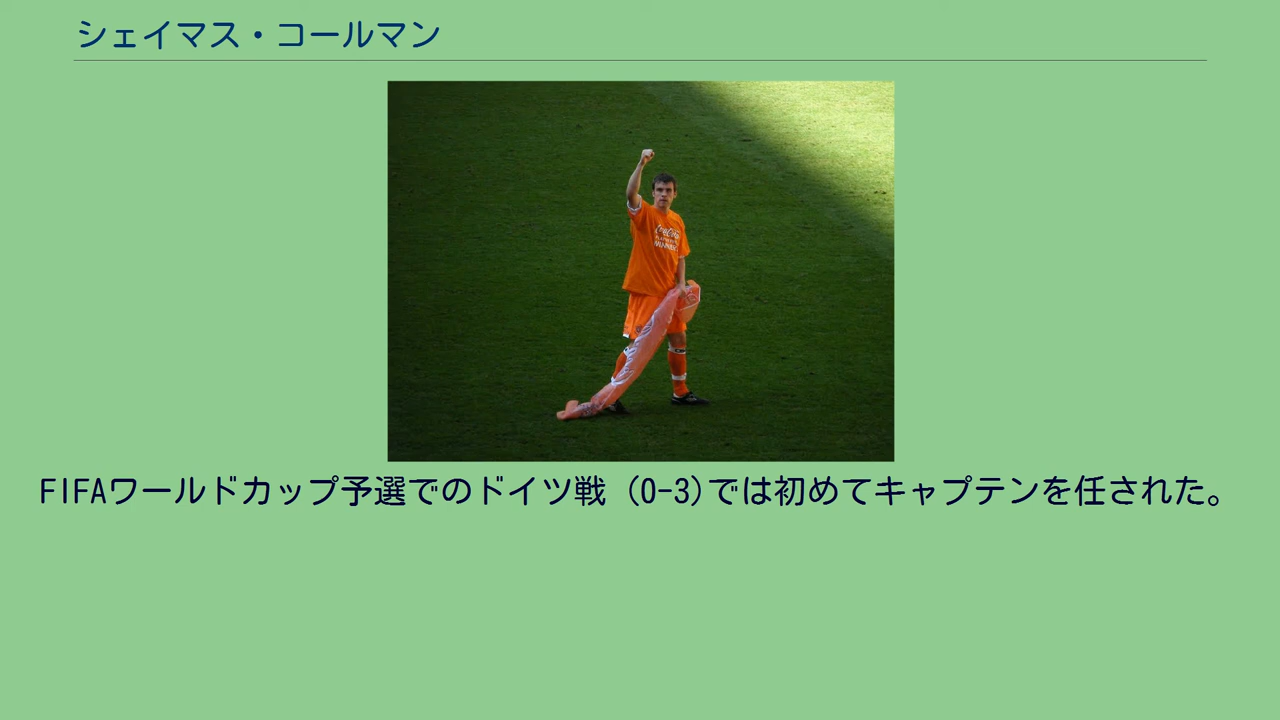 シェイマス・コールマン
FIFAワールドカップ予選でのドイツ戦 (0-3)では初めてキャプテンを任された。